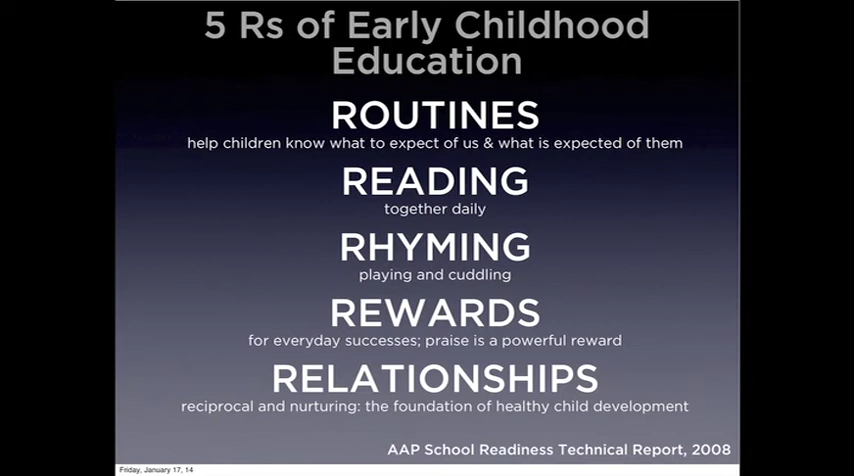 5 Rs of Early Childhood
Education
ROUTINES
help children know what to expect of us & what is expected of them
READING
together daily
RHYMING
playing and cuddling
REWARDS
for everyday successes; praise is a powerful reward
RELATIONSHIPS
reciprocal and nurturing: the foundation of healthy child development
AAP School Readiness Technical Report, 2008
Friday, January 17, 14